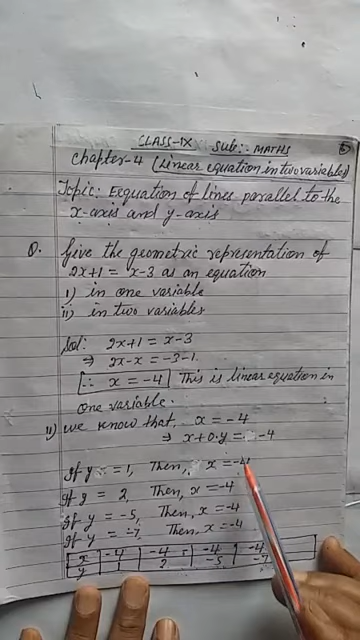 CLASS-IX Sub:- MATHS
Chapter-4 (Linear equation in two variables)
Topic: Eequation of lines parallel to the
x-axis and y-axis
Q. Give the geometric representation of
2x+1 = x-3 as an equation
i) in one variable
ii) in two variables
Sol: 2x+1 = x-3
⇒ 2x-x = -3-1
∴ x = -4 This is linear equation in
one variable.
ii) we know that, x = -4
⇒ x+0.y = -4
If y = 1, Then, x = -4
If y = 2, Then, x = -4
If y = -5, Then, x = -4
If y = -7, Then, x = -4
x -4 -4 -4 -4
y 1 2 -5 -7